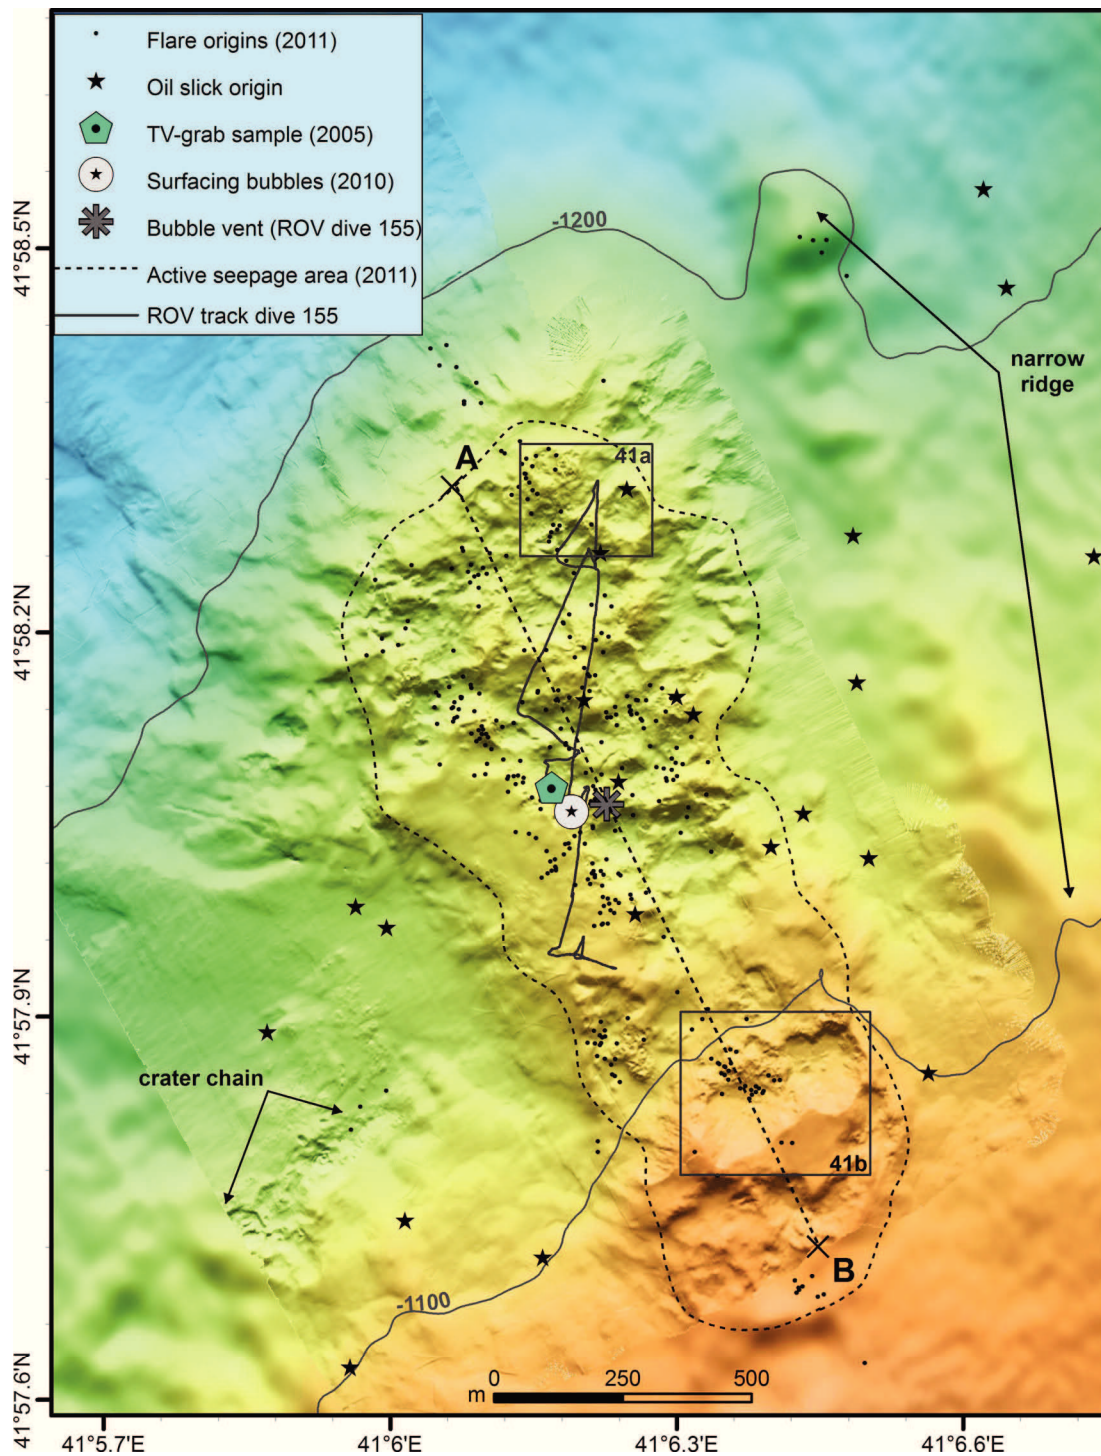 Flare origins (2011)
Oil slick origin
TV-grab sample (2005)
Surfacing bubbles (2010)
Bubble vent (ROV dive 155)
Active seepage area (2011)
ROV track dive 155
-1200
narrow
ridge
A
41a
crater chain
41b
B
-1100
0 250 500
m
41°58.5'N
41°58.2'N
41°57.9'N
41°57.6'N
41°5.7'E 41°6'E 41°6.3'E 41°6.6'E